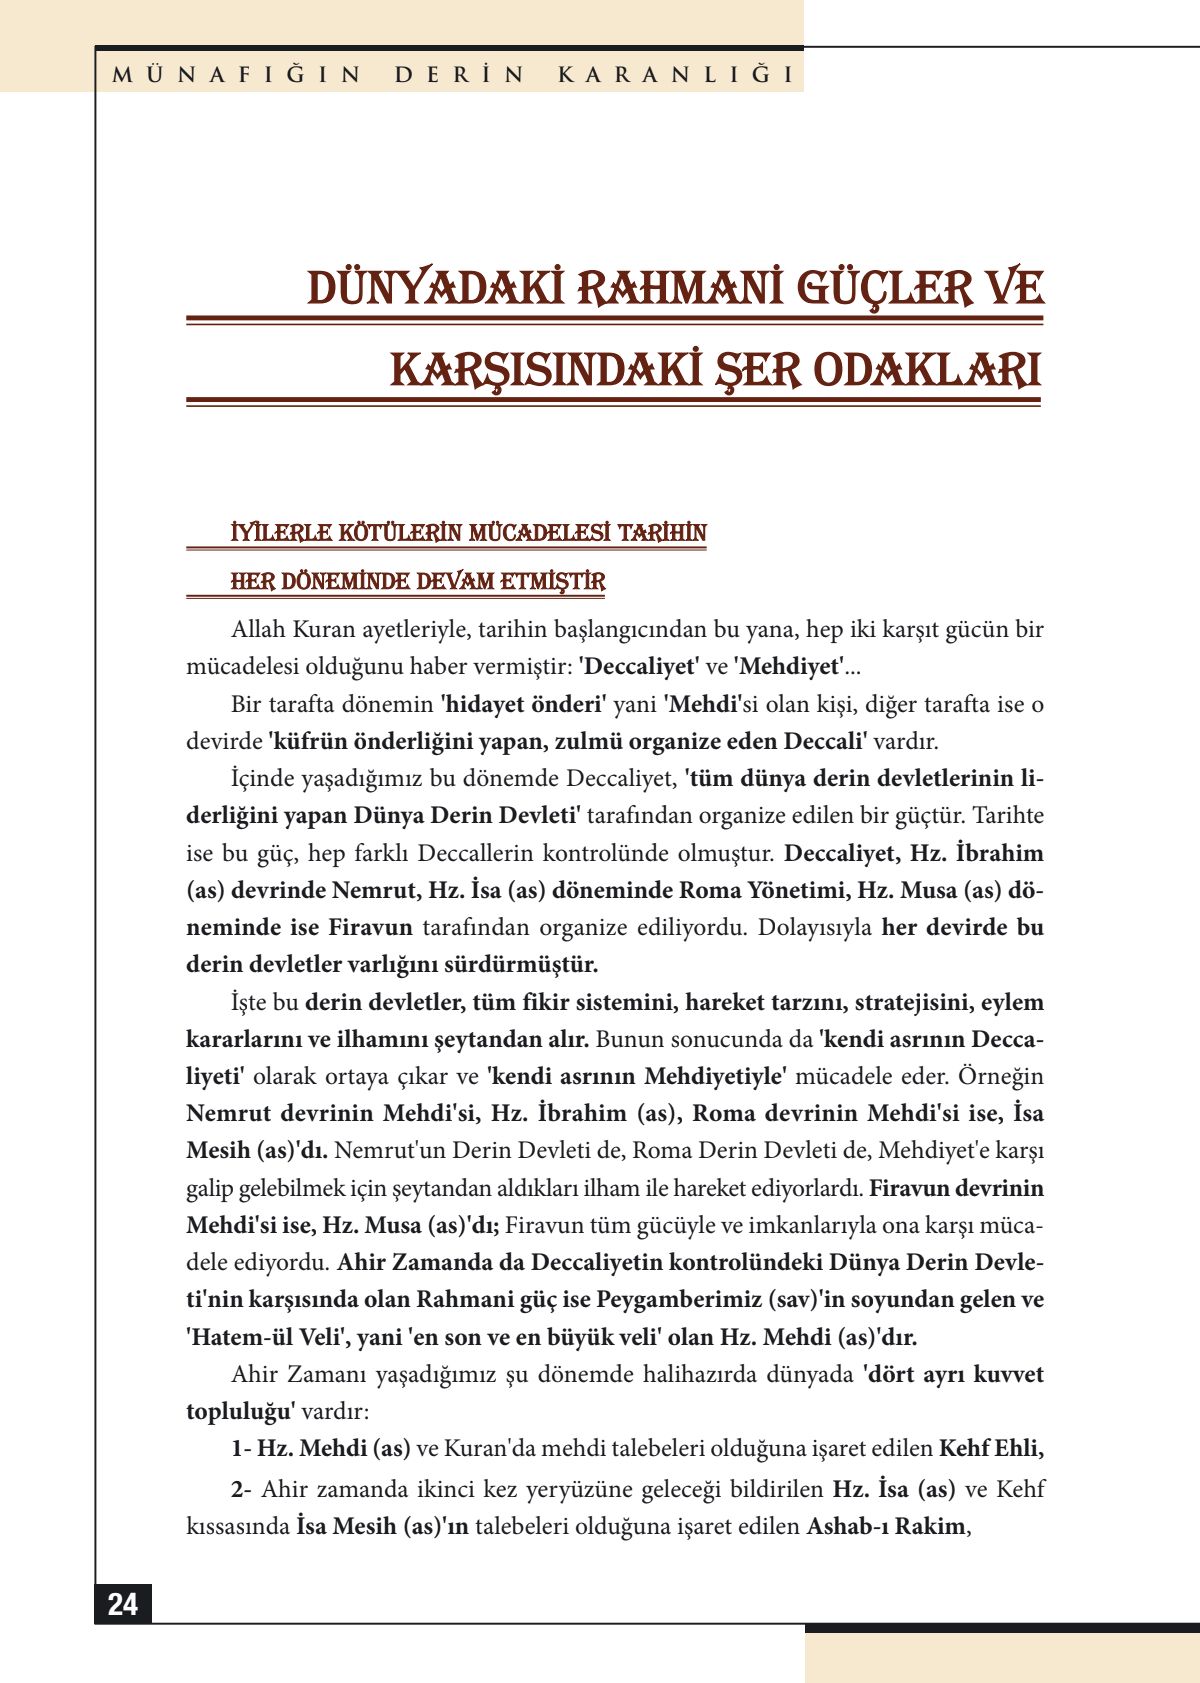 MÜNAFIĞIN DERİN KARANLIĞI
DÜNYADAKİ RAHMANİ GÜÇLER VE
KARŞISINDAKİ ŞER ODAKLARI
İYİLERLE KÖTÜLERİN MÜCADELESİ TARİHİN
HER DÖNEMİNDE DEVAM ETMİŞTİR
Allah Kuran ayetleriyle, tarihin başlangıcından bu yana, hep iki karşıt gücün bir
mücadelesi olduğunu haber vermiştir: 'Deccaliyet' ve 'Mehdiyet'...
Bir tarafta dönemin 'hidayet önderi' yani 'Mehdi'si olan kişi, diğer tarafta ise o
devirde 'küfrün önderliğini yapan, zulmü organize eden Deccali' vardır.
İçinde yaşadığımız bu dönemde Deccaliyet, 'tüm dünya derin devletlerinin li-
derliğini yapan Dünya Derin Devleti' tarafından organize edilen bir güçtür. Tarihte
ise bu güç, hep farklı Deccallerin kontrolünde olmuştur. Deccaliyet, Hz. İbrahim
(as) devrinde Nemrut, Hz. İsa (as) döneminde Roma Yönetimi, Hz. Musa (as) dö-
neminde ise Firavun tarafından organize ediliyordu. Dolayısıyla her devirde bu
derin devletler varlığını sürdürmüştür.
İşte bu derin devletler, tüm fikir sistemini, hareket tarzını, stratejisini, eylem
kararlarını ve ilhamını şeytandan alır. Bunun sonucunda da 'kendi asrının Decca-
liyeti' olarak ortaya çıkar ve 'kendi asrının Mehdiyetiyle' mücadele eder. Örneğin
Nemrut devrinin Mehdi'si, Hz. İbrahim (as), Roma devrinin Mehdi'si ise, İsa
Mesih (as)'dı. Nemrut'un Derin Devleti de, Roma Derin Devleti de, Mehdiyet'e karşı
galip gelebilmek için şeytandan aldıkları ilham ile hareket ediyorlardı. Firavun devrinin
Mehdi'si ise, Hz. Musa (as)'dı; Firavun tüm gücüyle ve imkanlarıyla ona karşı müca-
dele ediyordu. Ahir Zamanda da Deccaliyetin kontrolündeki Dünya Derin Devle-
ti'nin karşısında olan Rahmani güç ise Peygamberimiz (sav)'in soyundan gelen ve
'Hatem-ül Veli', yani 'en son ve en büyük veli' olan Hz. Mehdi (as)'dır.
Ahir Zamanı yaşadığımız şu dönemde halihazırda dünyada 'dört ayrı kuvvet
topluluğu' vardır:
1- Hz. Mehdi (as) ve Kuran'da mehdi talebeleri olduğuna işaret edilen Kehf Ehli,
2- Ahir zamanda ikinci kez yeryüzüne geleceği bildirilen Hz. İsa (as) ve Kehf
kıssasında İsa Mesih (as)'ın talebeleri olduğuna işaret edilen Ashab-ı Rakim,
24